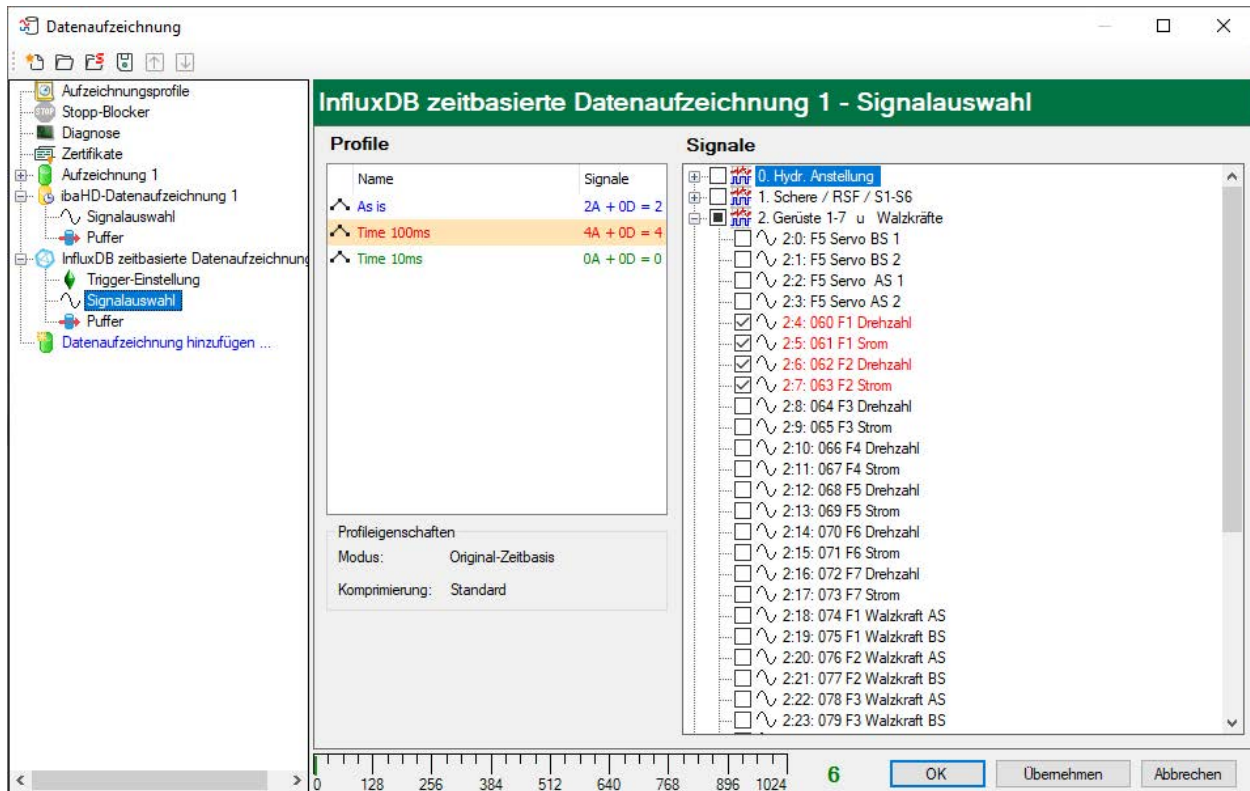 Datenaufzeichnung
Aufzeichnungsprofile
Stopp-Blocker
Diagnose
Zertifikate
Aufzeichnung 1
ibaHD-Datenaufzeichnung 1
Signalauswahl
Puffer
InfluxDB zeitbasierte Datenaufzeichnung
Trigger-Einstellung
Signalauswahl
Puffer
Datenaufzeichnung hinzufügen ...
InfluxDB zeitbasierte Datenaufzeichnung 1 - Signalauswahl
Profile
Name Signale
As is 2A + 0D = 2
Time 100ms 4A + 0D = 4
Time 10ms 0A + 0D = 0
Profileigenschaften
Modus: Original-Zeitbasis
Komprimierung: Standard
Signale
0. Hydr. Anstellung
1. Schere / RSF / S1-S6
2. Gerüste 1-7 u Walzkräfte
2:0: F5 Servo BS 1
2:1: F5 Servo BS 2
2:2: F5 Servo AS 1
2:3: F5 Servo AS 2
2:4: 060 F1 Drehzahl
2:5: 061 F1 Srom
2:6: 062 F2 Drehzahl
2:7: 063 F2 Strom
2:8: 064 F3 Drehzahl
2:9: 065 F3 Strom
2:10: 066 F4 Drehzahl
2:11: 067 F4 Strom
2:12: 068 F5 Drehzahl
2:13: 069 F5 Strom
2:14: 070 F6 Drehzahl
2:15: 071 F6 Strom
2:16: 072 F7 Drehzahl
2:17: 073 F7 Strom
2:18: 074 F1 Walzkraft AS
2:19: 075 F1 Walzkraft BS
2:20: 076 F2 Walzkraft AS
2:21: 077 F2 Walzkraft BS
2:22: 078 F3 Walzkraft AS
2:23: 079 F3 Walzkraft BS
0 128 256 384 512 640 768 896 1024
6
OK Übernehmen Abbrechen